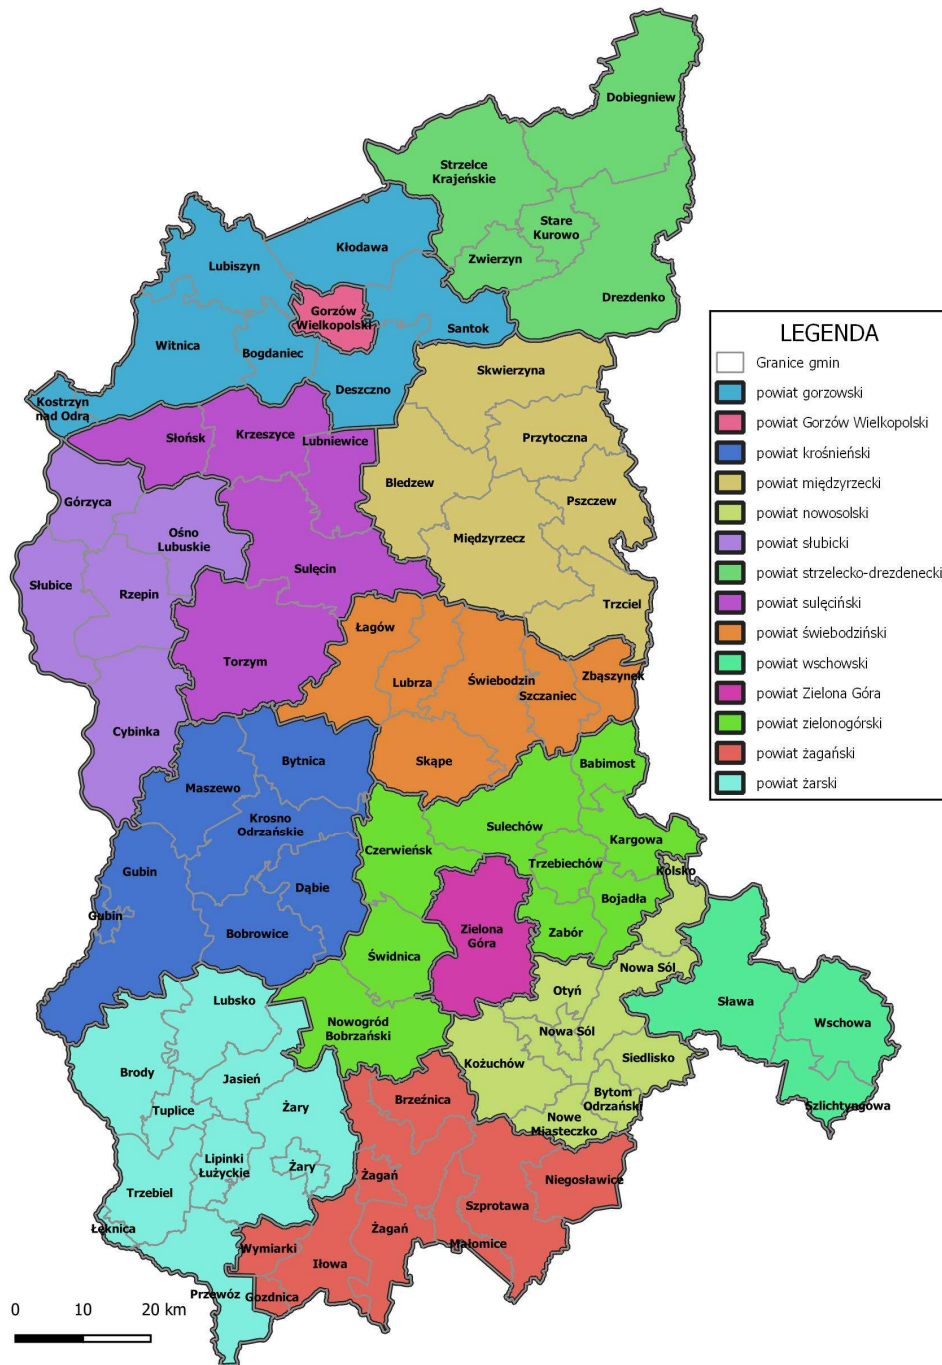 Dobiegniew
Strzelce
Krajeńskie
Stare
Kurowo
Kłodawa
Zwierzyn
Lubiszyn
Drezdenko
Gorzów
Wielkopolski
Santok
Witnica
Bogdaniec
Skwierzyna
Deszczno
Kostrzyn
nad Odrą
Krzeszyce
Słońsk
Lubniewice
Przytoczna
Bledzew
Pszczew
Górzyca
Ośno
Lubuskie
Międzyrzecz
Sulęcin
Słubice
Rzepin
Trzciel
Łagów
Torzym
Lubrza
Świebodzin
Zbąszynek
Szczaniec
Cybinka
Bytnica
Skąpe
Babimost
Maszewo
Krosno
Odrzańskie
Sulechów
Kargowa
Czerwieńsk
Trzebiechów
Gubin
Kolsko
Dąbie
Bojadła
Gubin
Zielona
Góra
Bobrowice
Zabór
Świdnica
Nowa Sól
Otyń
Lubsko
Sława
Nowogród
Bobrzański
Nowa Sól
Wschowa
Siedlisko
Kożuchów
Brody
Jasień
Bytom
Odrzański
Brzeźnica
Żary
Tuplice
Szlichtyngowa
Nowe
Miasteczko
Lipinki
Łużyckie
Żary
Żagań
Niegosławice
Trzebiel
Szprotawa
Łęknica
Żagań
Małomice
Wymiarki
Iłowa
Przewóz
Gozdnica
0 10 20 km
LEGENDA
Granice gmin
powiat gorzowski
powiat Gorzów Wielkopolski
powiat krośnieński
powiat międzyrzecki
powiat nowosolski
powiat słubicki
powiat strzelecko-drezdenecki
powiat sulęciński
powiat świebodziński
powiat wschowski
powiat Zielona Góra
powiat zielonogórski
powiat żagański
powiat żarski